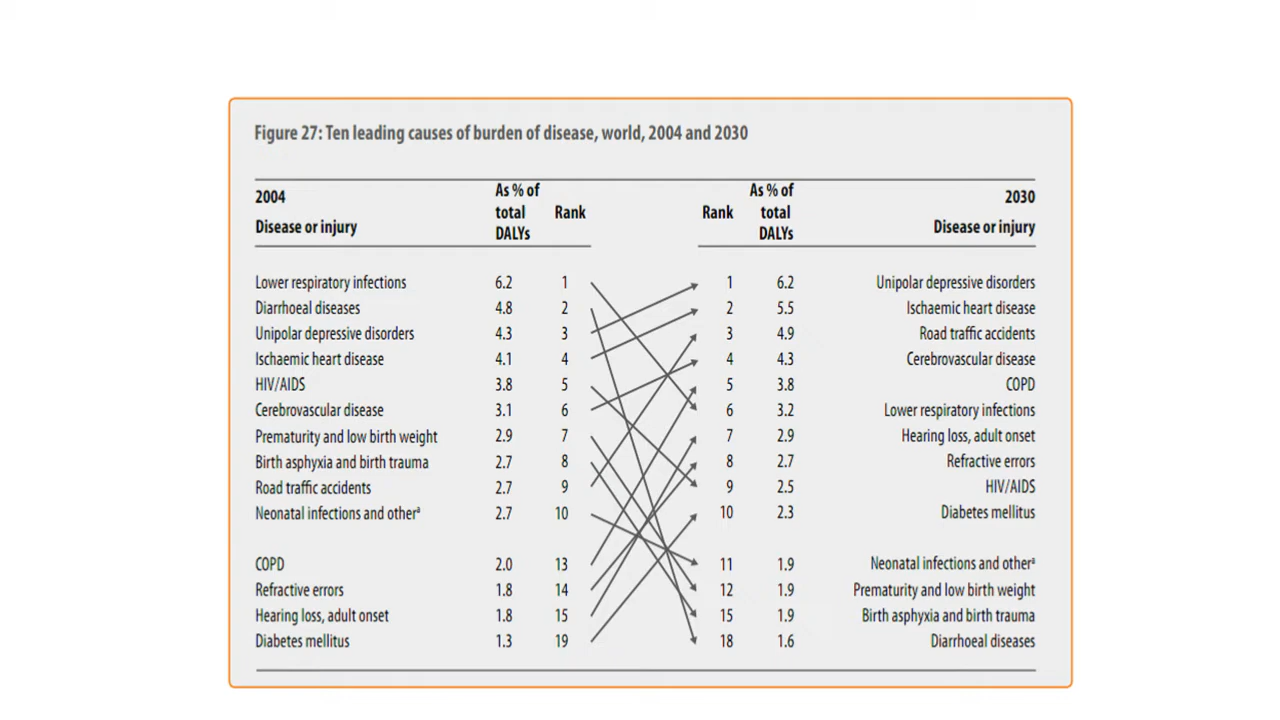 Figure 27: Ten leading causes of burden of disease, world, 2004 and 2030
2004 As % of total DALYs Rank Rank As % of total DALYs 2030
Disease or injury Disease or injury
Lower respiratory infections 6.2 1 1 6.2 Unipolar depressive disorders
Diarrhoeal diseases 4.8 2 2 5.5 Ischaemic heart disease
Unipolar depressive disorders 4.3 3 3 4.9 Road traffic accidents
Ischaemic heart disease 4.1 4 4 4.3 Cerebrovascular disease
HIV/AIDS 3.8 5 5 3.8 COPD
Cerebrovascular disease 3.1 6 6 3.2 Lower respiratory infections
Prematurity and low birth weight 2.9 7 7 2.9 Hearing loss, adult onset
Birth asphyxia and birth trauma 2.7 8 8 2.7 Refractive errors
Road traffic accidents 2.7 9 9 2.5 HIV/AIDS
Neonatal infections and otherª 2.7 10 10 2.3 Diabetes mellitus
COPD 2.0 13 11 1.9 Neonatal infections and otherª
Refractive errors 1.8 14 12 1.9 Prematurity and low birth weight
Hearing loss, adult onset 1.8 15 15 1.9 Birth asphyxia and birth trauma
Diabetes mellitus 1.3 19 18 1.6 Diarrhoeal diseases